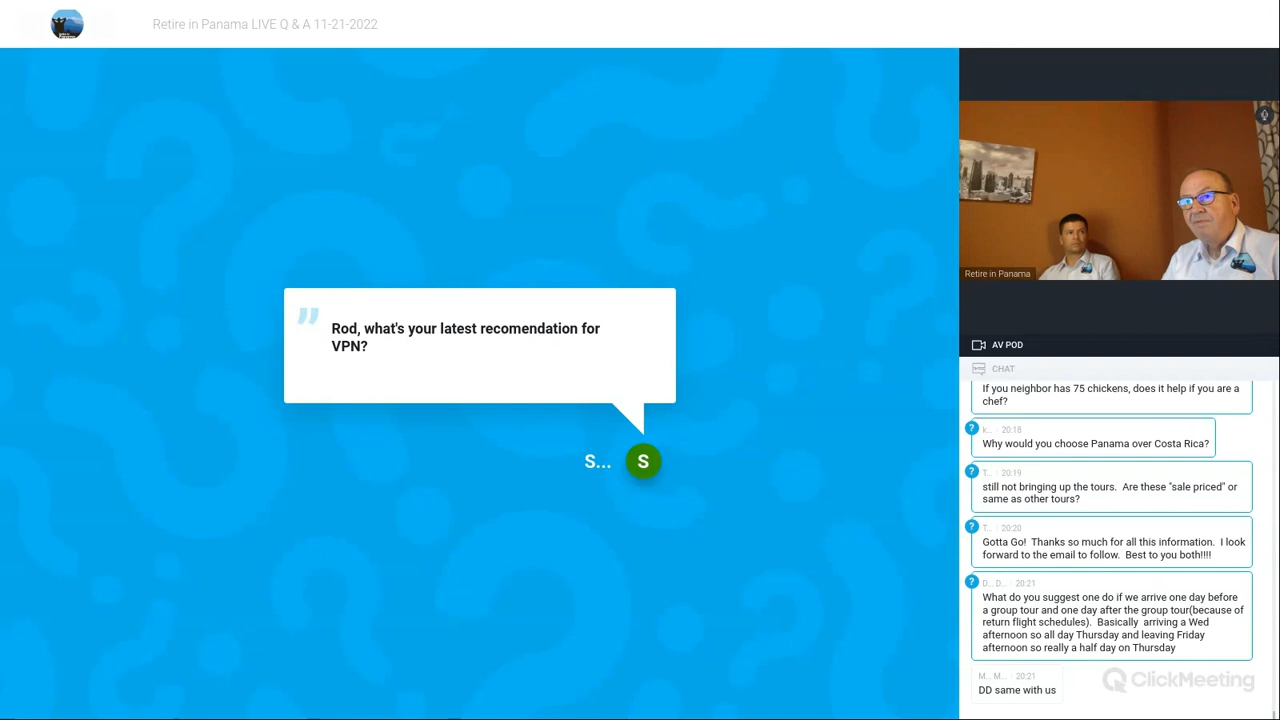 Retire in Panama LIVE Q & A 11-21-2022
Rod, what's your latest recomendation for
VPN?
S...
S
Retire in Panama
AV POD
CHAT
If you neighbor has 75 chickens, does it help if you are a
chef?
? k... 20:18
Why would you choose Panama over Costa Rica?
? T... 20:19
still not bringing up the tours. Are these "sale priced" or
same as other tours?
? T... 20:20
Gotta Go! Thanks so much for all this information. I look
forward to the email to follow. Best to you both!!!!
? D... D... 20:21
What do you suggest one do if we arrive one day before
a group tour and one day after the group tour(because of
return flight schedules). Basically arriving a Wed
afternoon so all day Thursday and leaving Friday
afternoon so really a half day on Thursday
M... M... 20:21
DD same with us
ClickMeeting